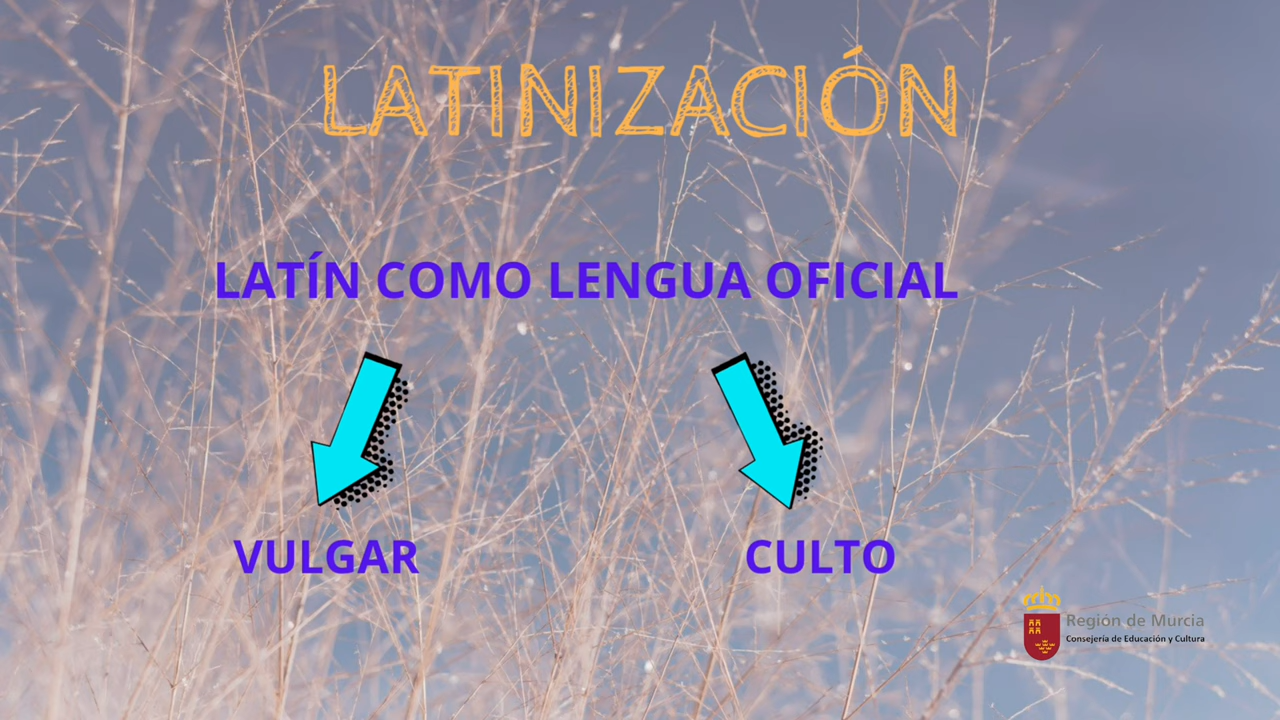 LATINIZACIÓN
LATÍN COMO LENGUA OFICIAL
VULGAR
CULTO
Región de Murcia
Consejería de Educación y Cultura